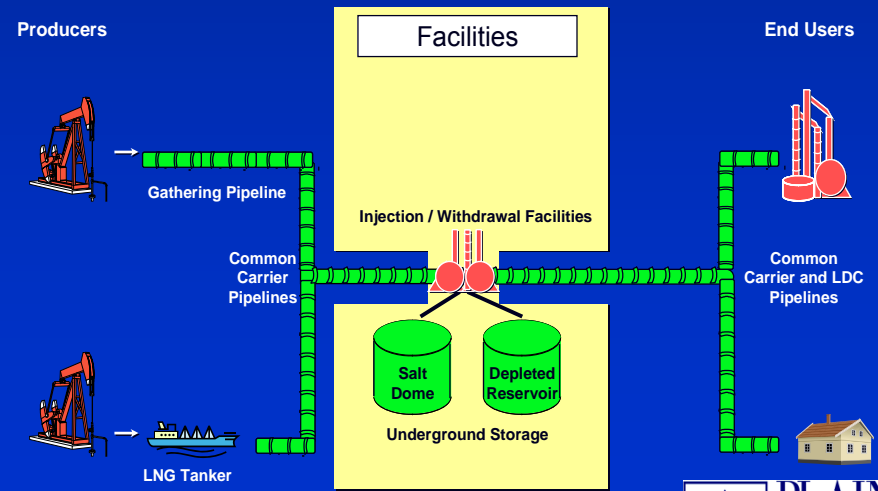 Producers
Facilities
End Users
Gathering Pipeline
Injection / Withdrawal Facilities
Common
Carrier
Pipelines
Common
Carrier and LDC
Pipelines
Salt
Dome
Depleted
Reservoir
Underground Storage
LNG Tanker